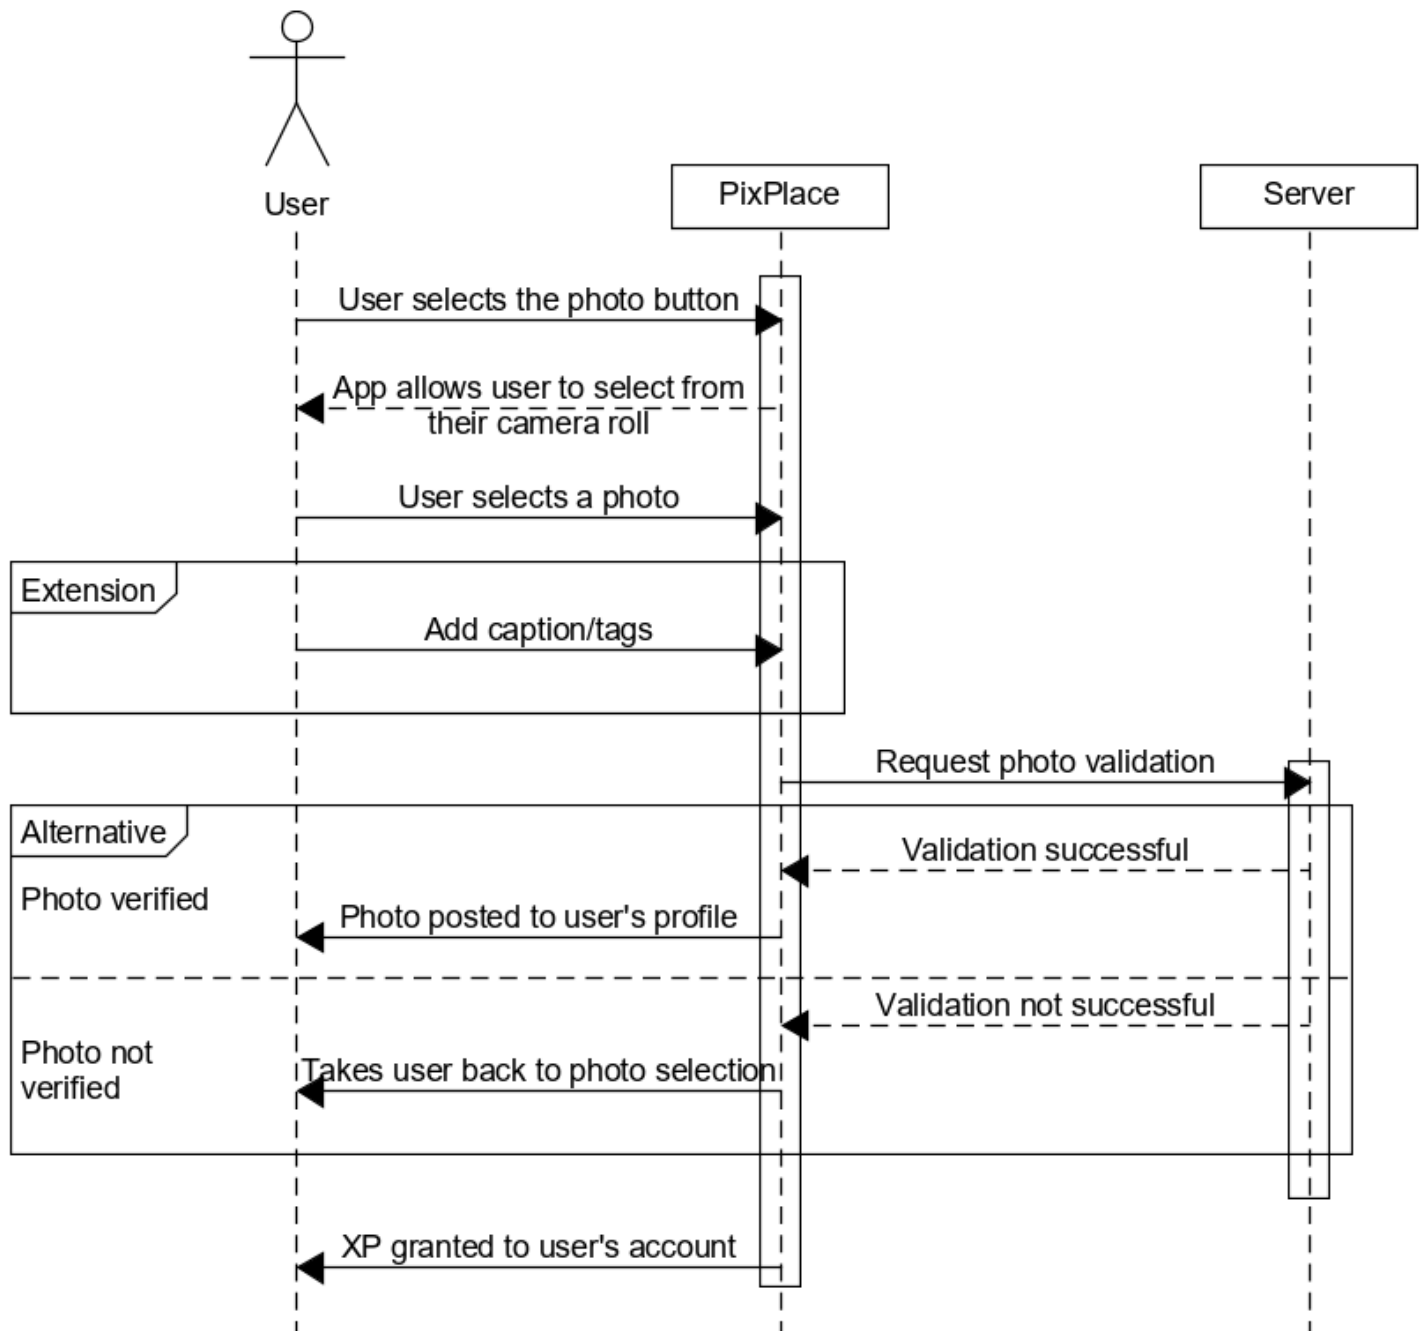 User
PixPlace
Server
User selects the photo button
App allows user to select from
their camera roll
User selects a photo
Extension
Add caption/tags
Request photo validation
Alternative
Validation successful
Photo verified
Photo posted to user's profile
Validation not successful
Photo not
verified
Takes user back to photo selection
XP granted to user's account